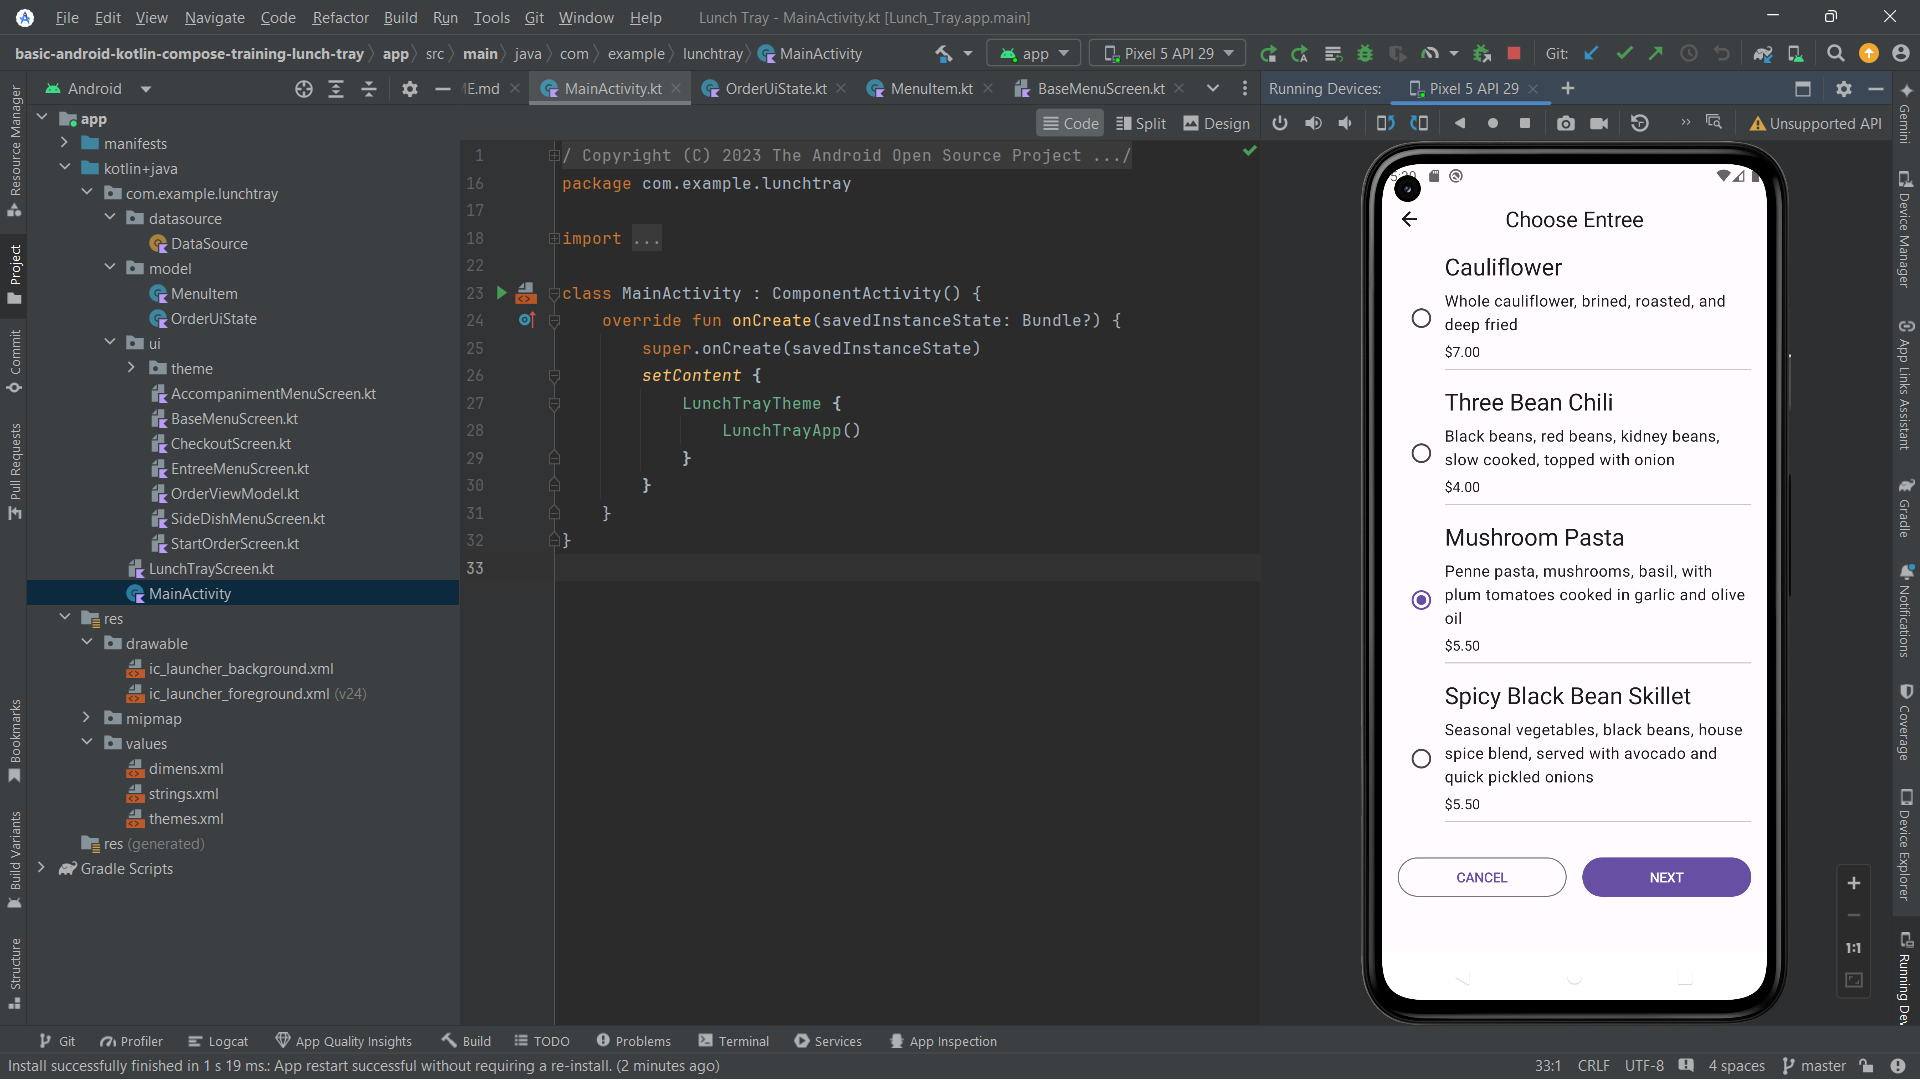 File Edit View Navigate Code Refactor Build Run Tools Git Window Help Lunch Tray - MainActivity.kt [Lunch_Tray.app.main]
basic-android-kotlin-compose-training-lunch-tray app src main java com example lunchtray MainActivity app Pixel 5 API 29 Git:
Android E.md MainActivity.kt OrderUiState.kt MenuItem.kt BaseMenuScreen.kt Running Devices: Pixel 5 API 29
Code Split Design Unsupported API
Resource Manager
Project
Commit
Pull Requests
Bookmarks
Build Variants
Structure
app
manifests
kotlin+java
com.example.lunchtray
datasource
DataSource
model
MenuItem
OrderUiState
ui
theme
AccompanimentMenuScreen.kt
BaseMenuScreen.kt
CheckoutScreen.kt
EntreeMenuScreen.kt
OrderViewModel.kt
SideDishMenuScreen.kt
StartOrderScreen.kt
LunchTrayScreen.kt
MainActivity
res
drawable
ic_launcher_background.xml
ic_launcher_foreground.xml (v24)
mipmap
values
dimens.xml
strings.xml
themes.xml
res (generated)
Gradle Scripts
1 / Copyright (C) 2023 The Android Open Source Project .../
16 package com.example.lunchtray
17
18 import ...
22
23 class MainActivity : ComponentActivity() {
24 override fun onCreate(savedInstanceState: Bundle?) {
25 super.onCreate(savedInstanceState)
26 setContent {
27 LunchTrayTheme {
28 LunchTrayApp()
29 }
30 }
31 }
32 }
33
Choose Entree
Cauliflower
Whole cauliflower, brined, roasted, and
deep fried
$7.00
Three Bean Chili
Black beans, red beans, kidney beans,
slow cooked, topped with onion
$4.00
Mushroom Pasta
Penne pasta, mushrooms, basil, with
plum tomatoes cooked in garlic and olive
oil
$5.50
Spicy Black Bean Skillet
Seasonal vegetables, black beans, house
spice blend, served with avocado and
quick pickled onions
$5.50
CANCEL NEXT
1:1
Gemini
Device Manager
App Links Assistant
Gradle
Notifications
Coverage
Device Explorer
Running Dev
Git Profiler Logcat App Quality Insights Build TODO Problems Terminal Services App Inspection
Install successfully finished in 1 s 19 ms.: App restart successful without requiring a re-install. (2 minutes ago) 33:1 CRLF UTF-8 4 spaces master